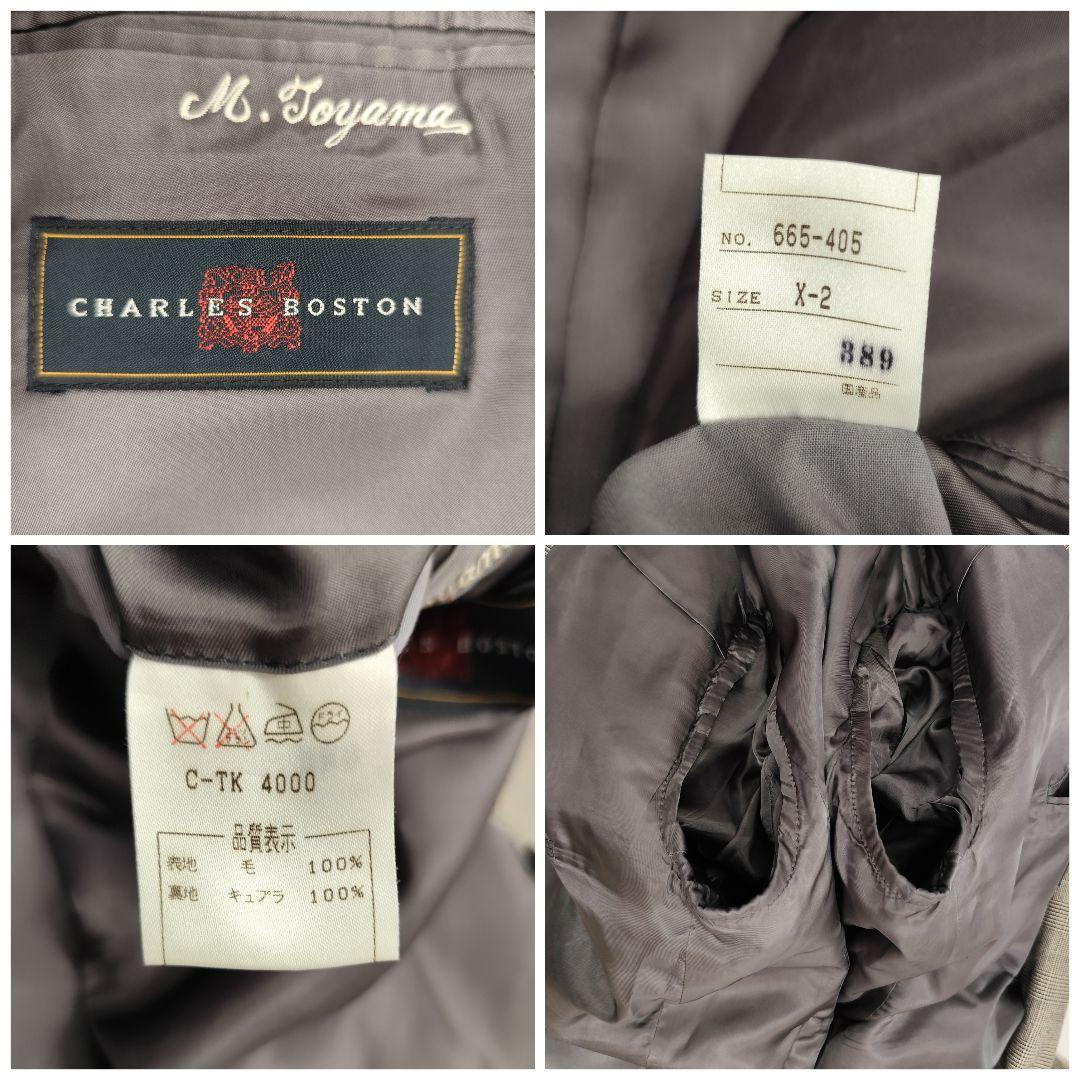 M. Toyama
CHARLES BOSTON
NO. 665-405
SIZE X-2
389
国産品
C-TK 4000
品質表示
表地 毛 100%
裏地 キュプラ 100%